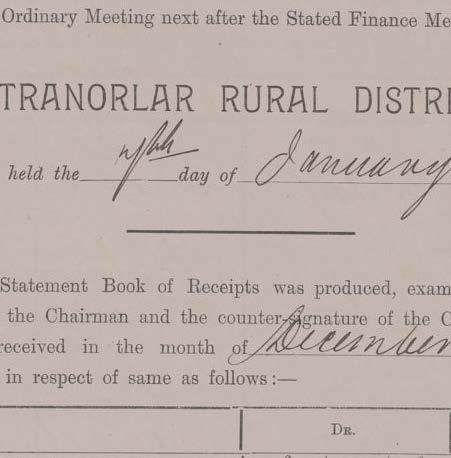 Ordinary Meeting next after the Stated Finance Me
TRANORLAR RURAL DISTRI
held the 7th day of January
Statement Book of Receipts was produced, exam
the Chairman and the counter-signature of the C
received in the month of December
in respect of same as follows :—
DR.